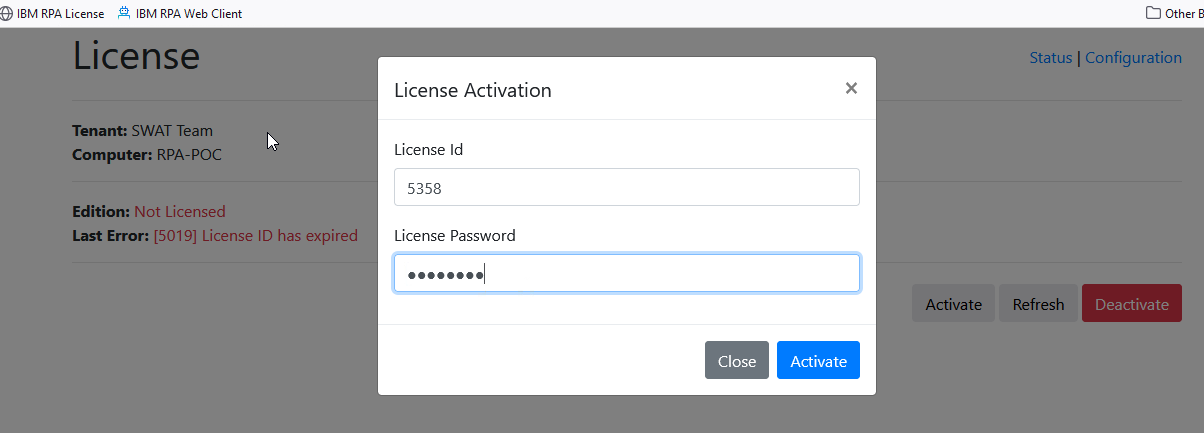 IBM RPA License IBM RPA Web Client Other B
License
Status | Configuration
Tenant: SWAT Team
Computer: RPA-POC
Edition: Not Licensed
Last Error: [5019] License ID has expired
Activate Refresh Deactivate
License Activation ×
License Id
5358
License Password
●●●●●●●●
Close Activate